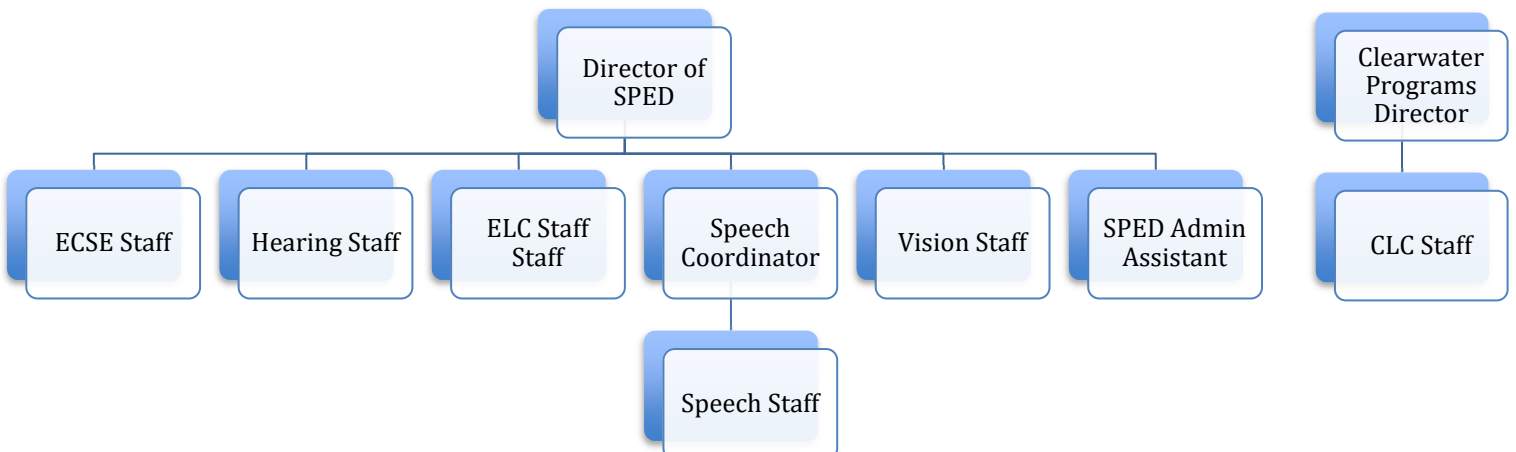 Director of
SPED
Clearwater
Programs
Director
ECSE Staff
Hearing Staff
ELC Staff
Staff
Speech
Coordinator
Vision Staff
SPED Admin
Assistant
CLC Staff
Speech Staff